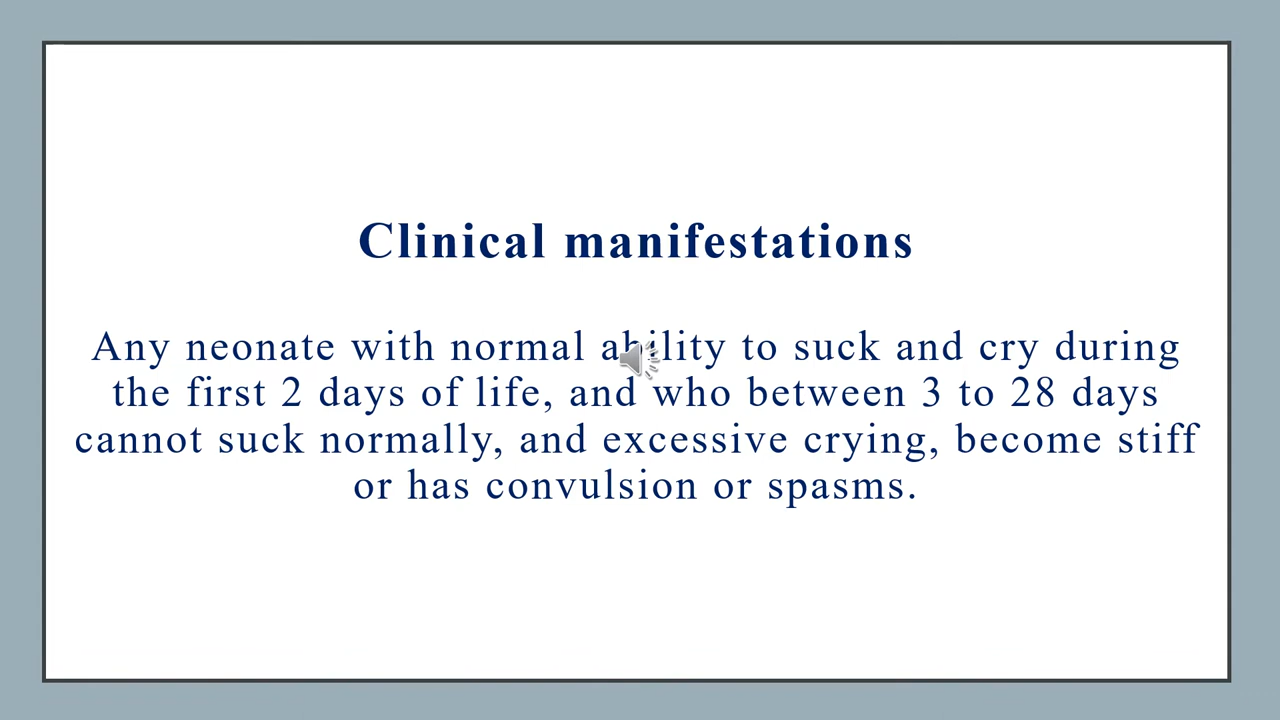 Clinical manifestations
Any neonate with normal ability to suck and cry during
the first 2 days of life, and who between 3 to 28 days
cannot suck normally, and excessive crying, become stiff
or has convulsion or spasms.